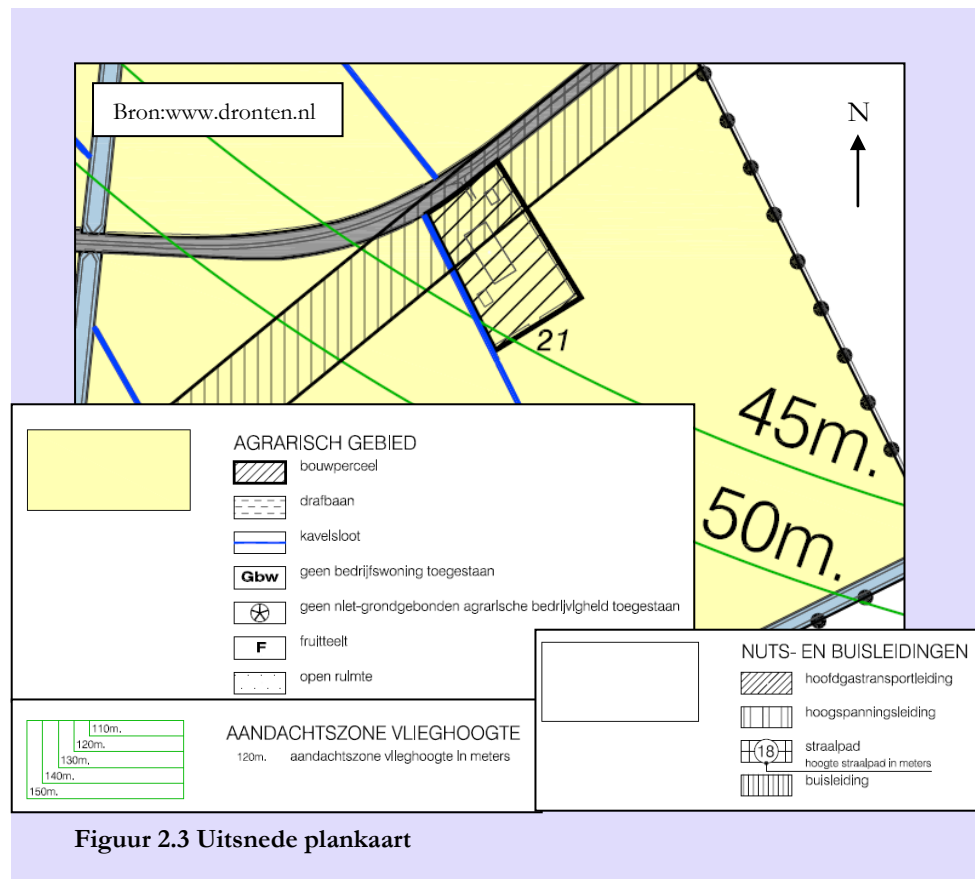 Bron:www.dronten.nl
N
21
45m.
50m.
AGRARISCH GEBIED
bouwperceel
drafbaan
kavelsloot
Gbw geen bedrijfswoning toegestaan
geen niet-grondgebonden agrarische bedrijvigheid toegestaan
F fruitteelt
open ruimte
NUTS- EN BUISLEIDINGEN
hoofdgastransportleiding
hoogspanningsleiding
18 straalpad
hoogte straalpad in meters
buisleiding
AANDACHTSZONE VLIEGHOOGTE
120m. aandachtszone vlieghoogte in meters
110m.
120m.
130m.
140m.
150m.
Figuur 2.3 Uitsnede plankaart